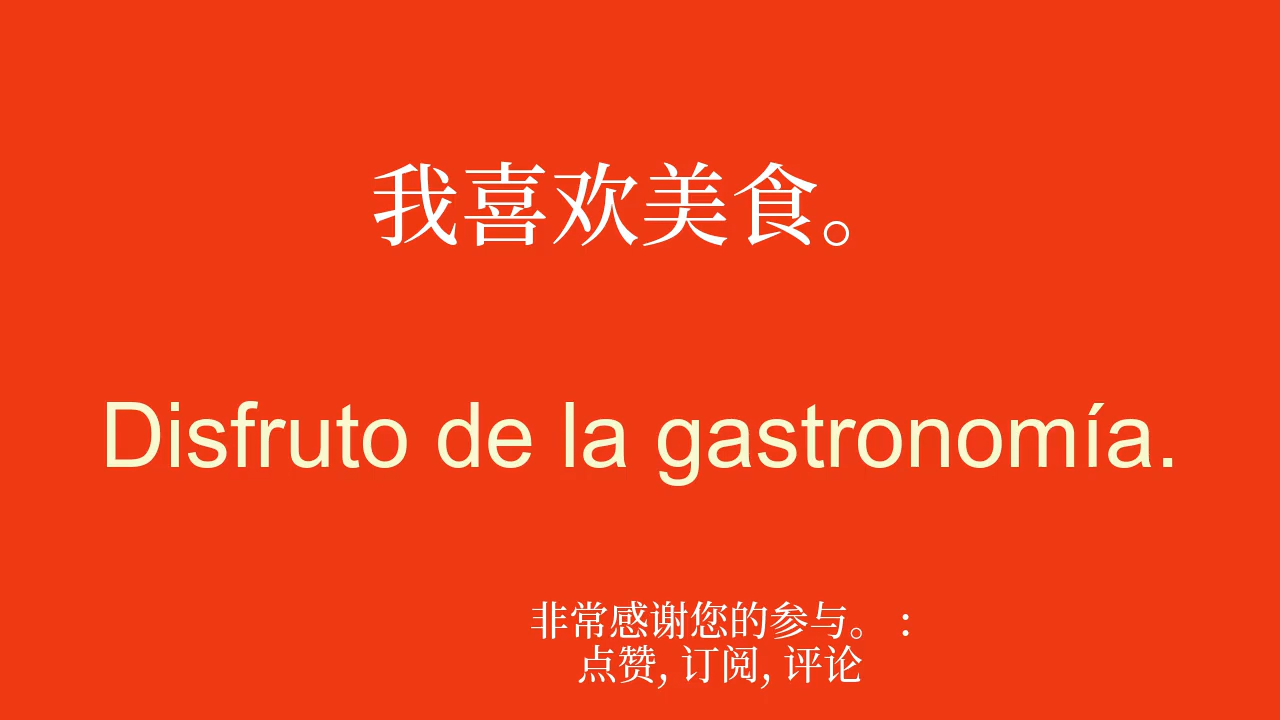 我喜欢美食。
Disfruto de la gastronomía.
非常感谢您的参与。 :
点赞, 订阅, 评论